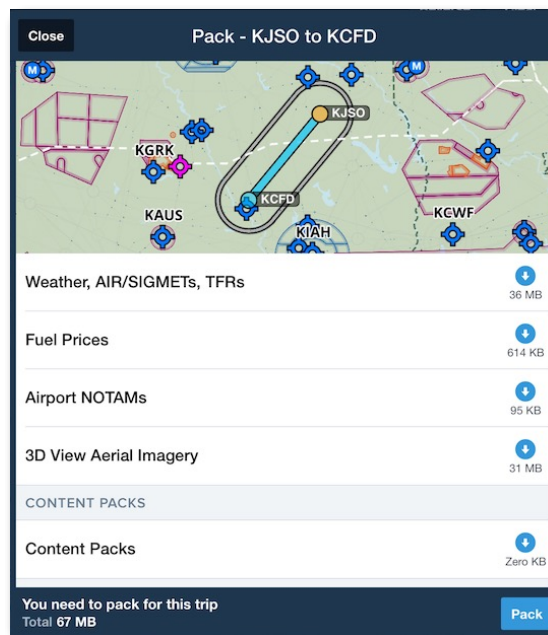 Close
Pack - KJSO to KCFD
M
M
KJSO
KGRK
KCFD
KAUS
KCWF
KIAH
Weather, AIR/SIGMETs, TFRs
36 MB
Fuel Prices
614 KB
Airport NOTAMs
95 KB
3D View Aerial Imagery
31 MB
CONTENT PACKS
Content Packs
Zero KB
You need to pack for this trip
Total 67 MB
Pack